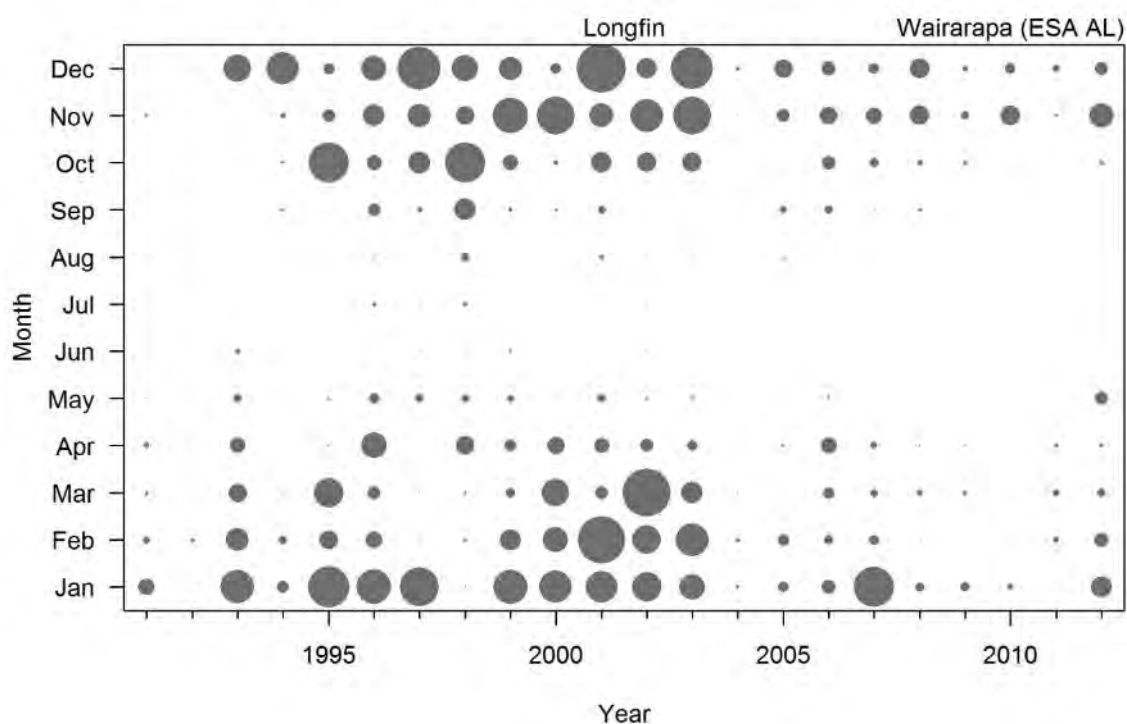 Longfin Wairarapa (ESA AL)
Dec
Nov
Oct
Sep
Aug
Jul
Jun
May
Apr
Mar
Feb
Jan
Month
1995 2000 2005 2010
Year